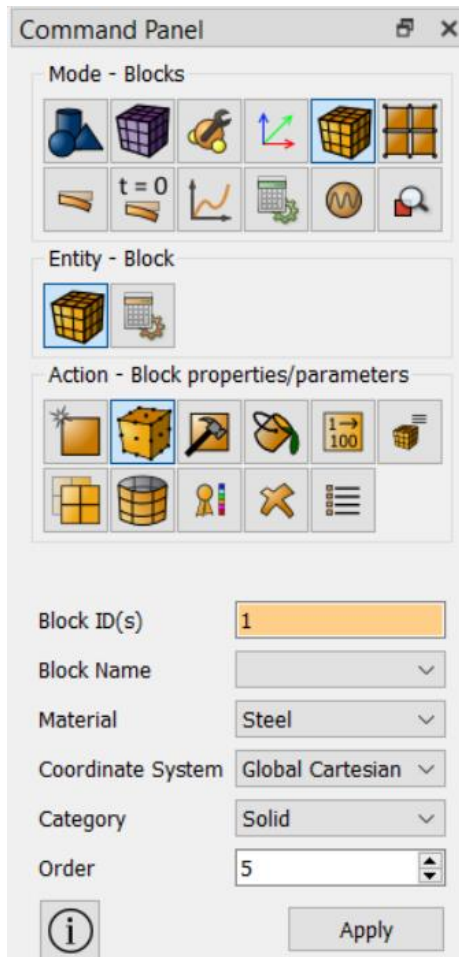 Command Panel
Mode - Blocks
t = 0
Entity - Block
Action - Block properties/parameters
1→
100
Block ID(s) 1
Block Name
Material Steel
Coordinate System Global Cartesian
Category Solid
Order 5
Apply